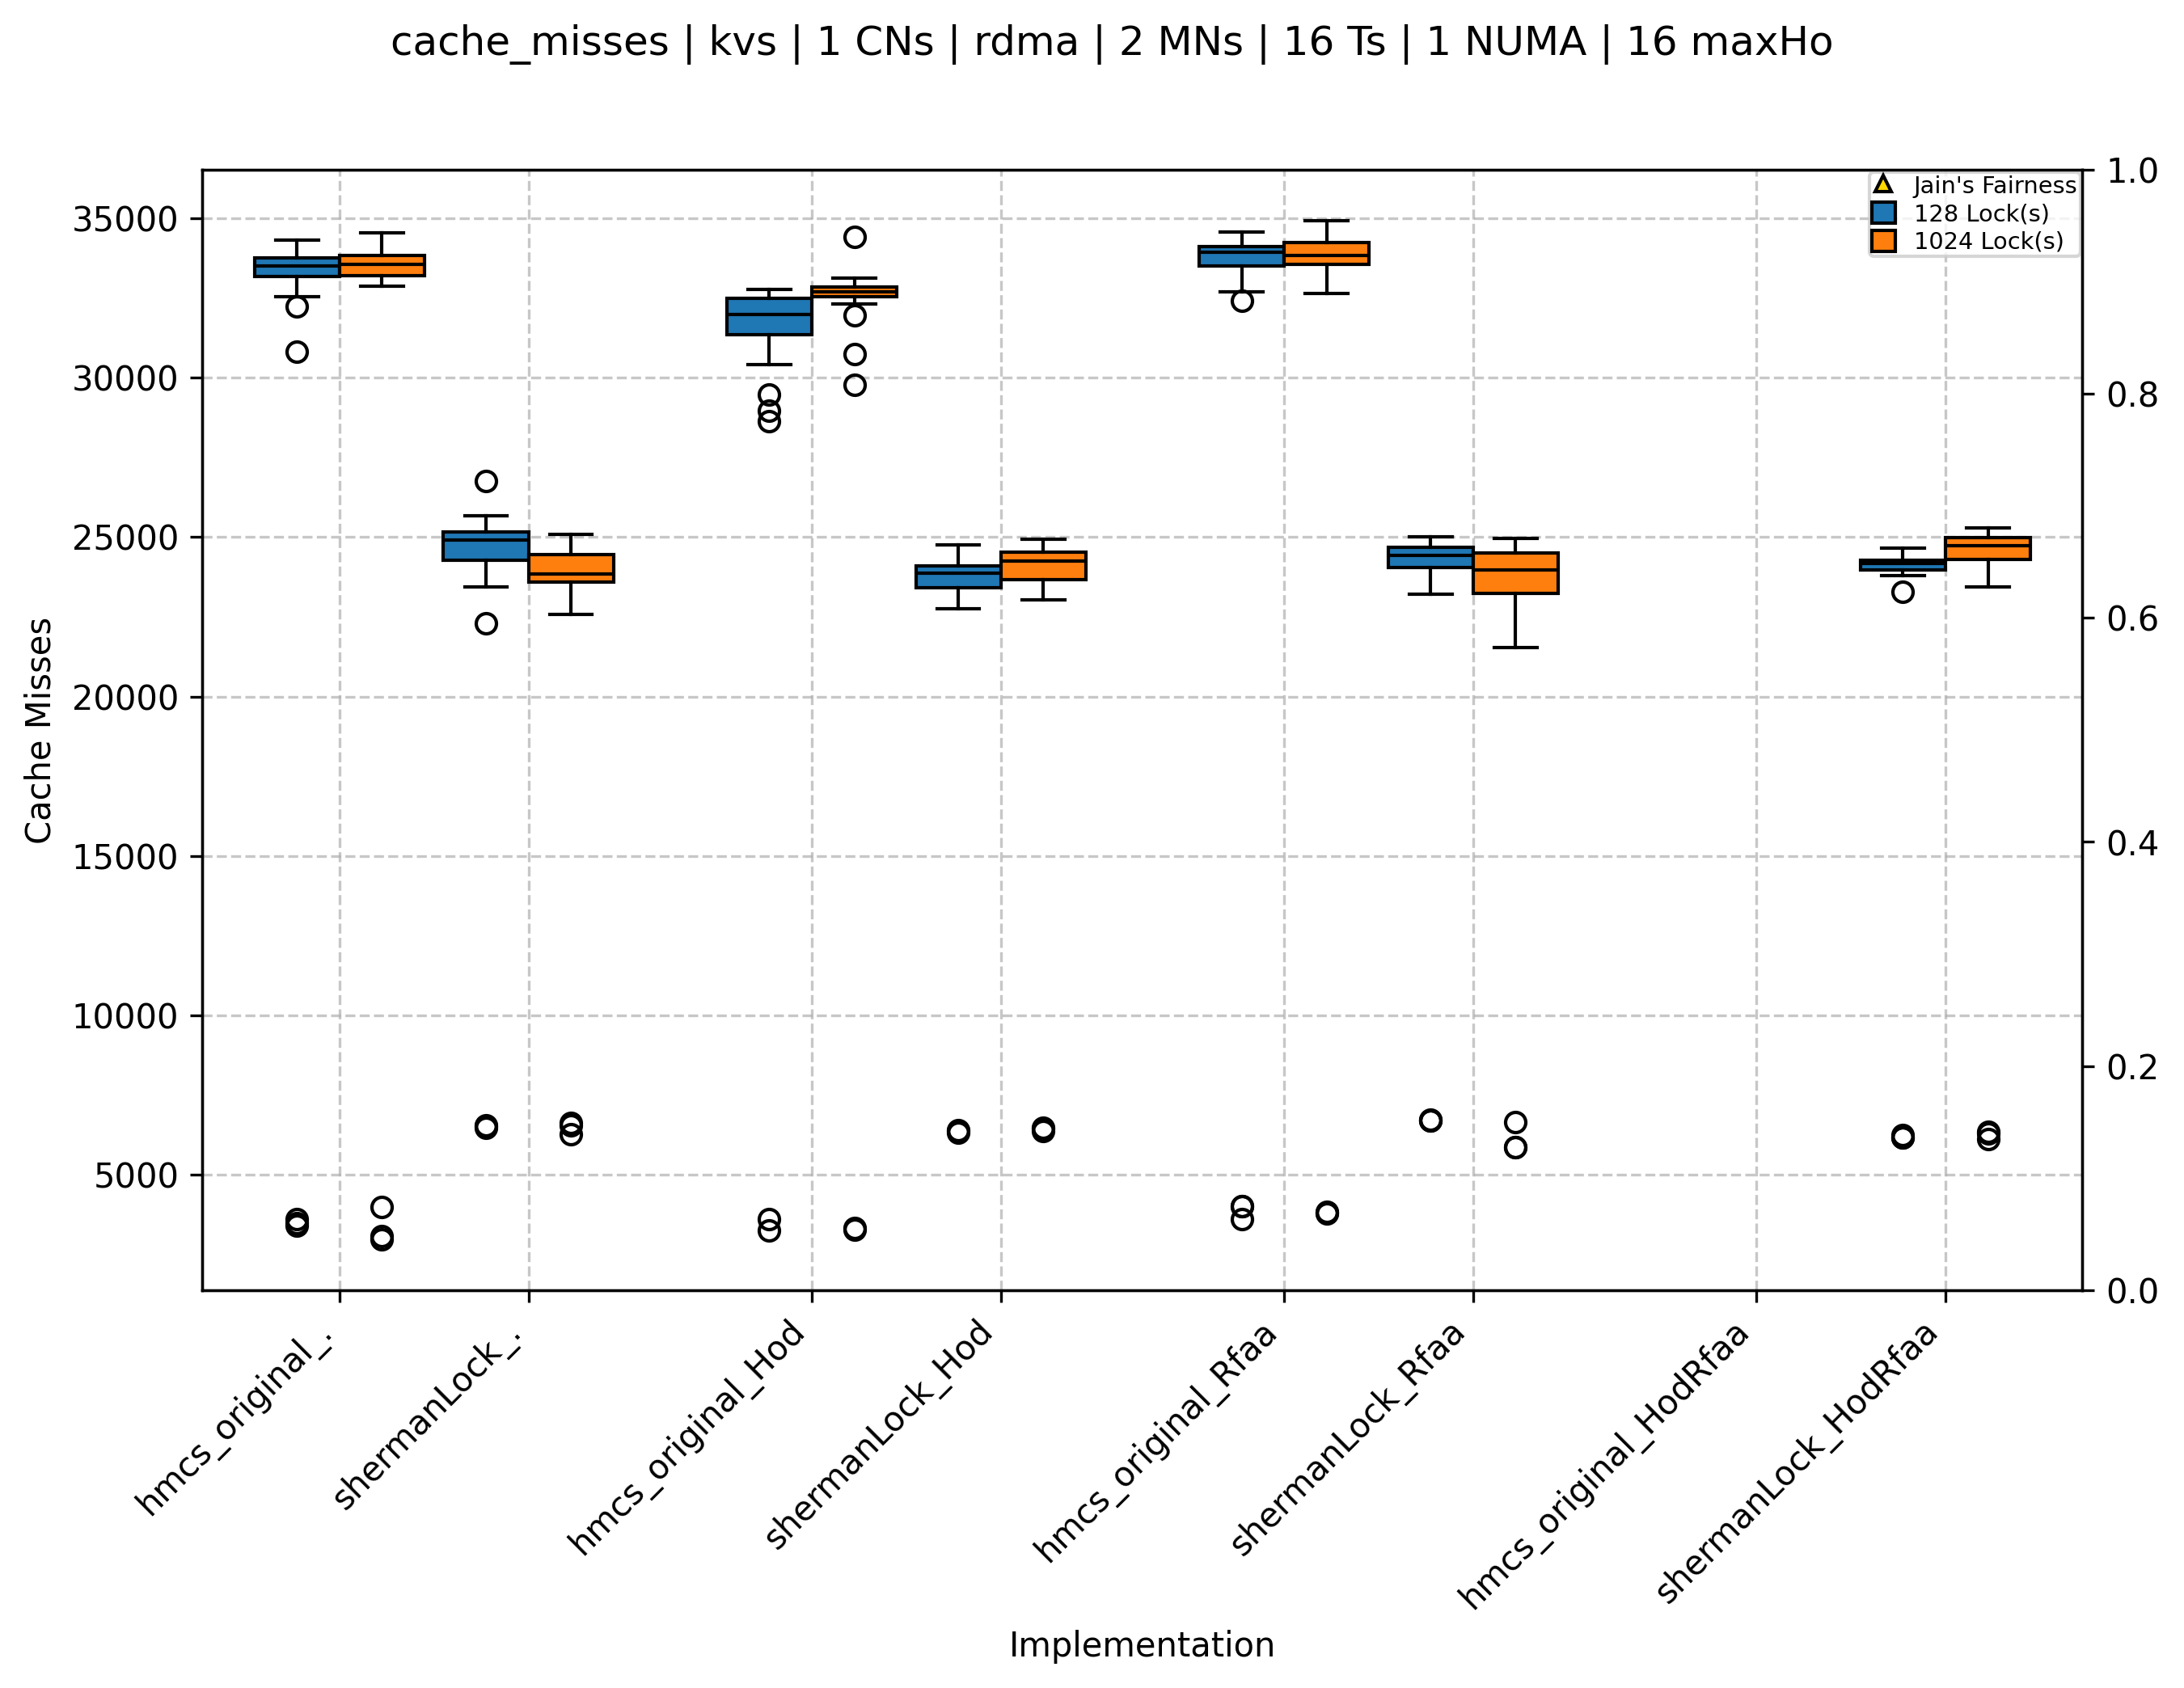 cache_misses | kvs | 1 CNs | rdma | 2 MNs | 16 Ts | 1 NUMA | 16 maxHo
Jain's Fairness
128 Lock(s)
1024 Lock(s)
Cache Misses
35000
30000
25000
20000
15000
10000
5000
1.0
0.8
0.6
0.4
0.2
0.0
hmcs_original_.
shermanLock_.
hmcs_original_Hod
shermanLock_Hod
hmcs_original_Rfaa
shermanLock_Rfaa
hmcs_original_HodRfaa
shermanLock_HodRfaa
Implementation